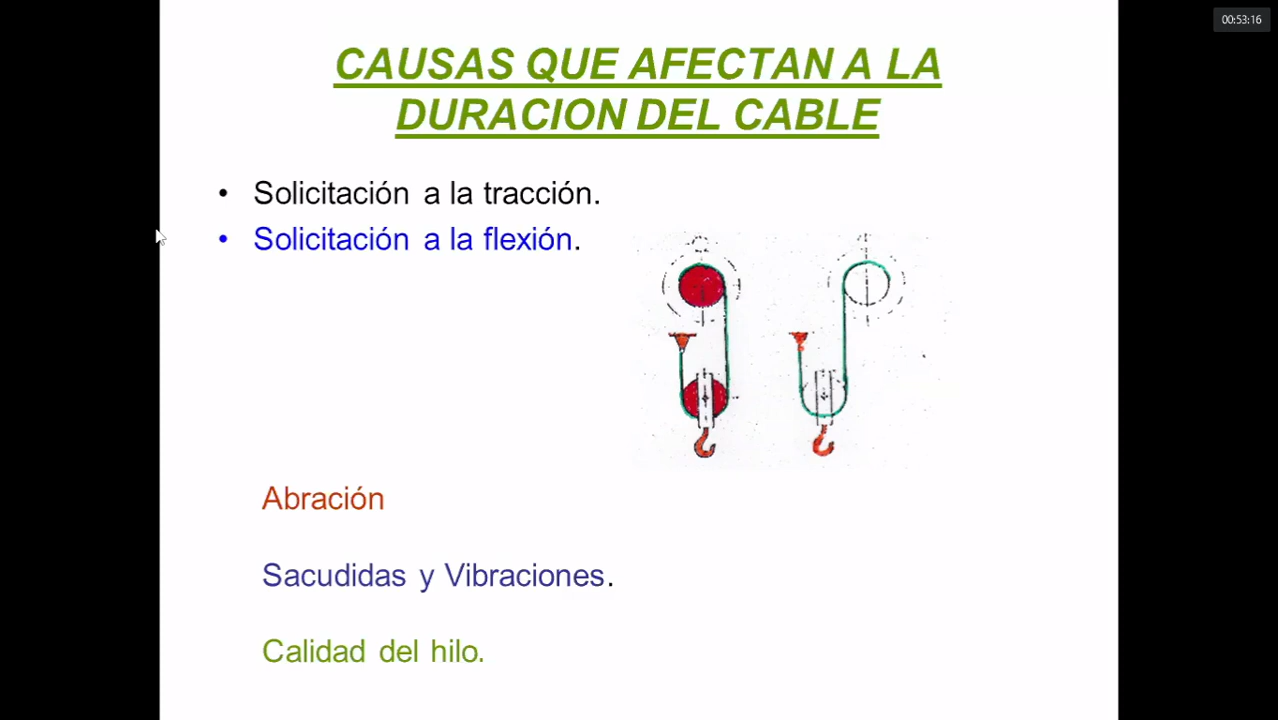 00:53:16
CAUSAS QUE AFECTAN A LA
DURACION DEL CABLE
• Solicitación a la tracción.
• Solicitación a la flexión.
Abración
Sacudidas y Vibraciones.
Calidad del hilo.